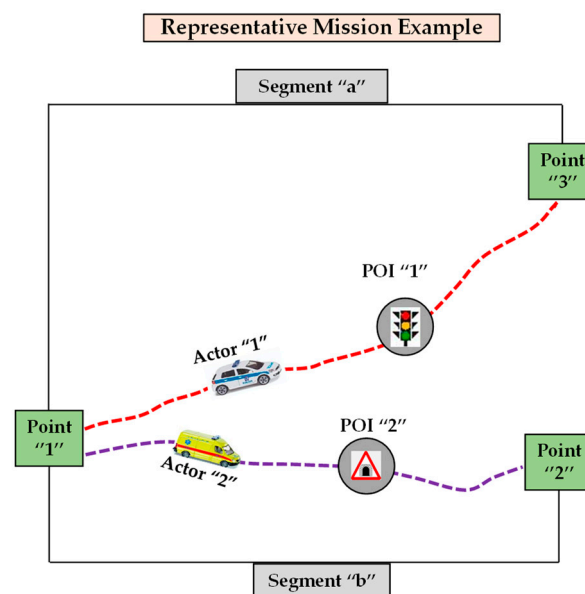 Representative Mission Example
Segment “a”
Point
“3”
POI “1”
Actor “1”
Point
“1”
POI “2”
Actor “2”
Point
“2”
Segment “b”